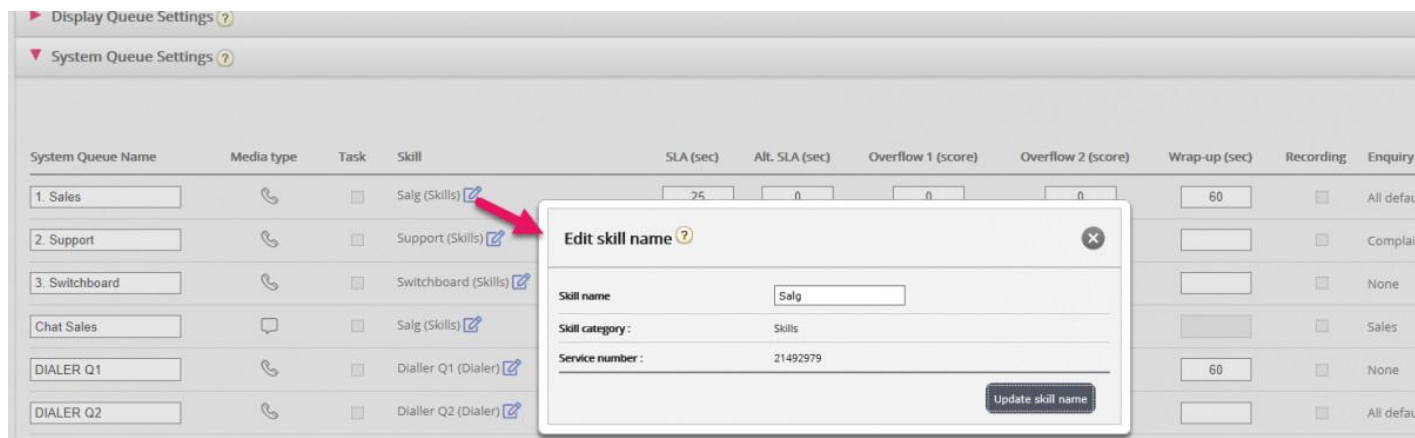 Display Queue Settings ?
System Queue Settings ?
System Queue Name Media type Task Skill SLA (sec) Alt. SLA (sec) Overflow 1 (score) Overflow 2 (score) Wrap-up (sec) Recording Enquiry
1. Sales Salg (Skills) 25 0 0 0 60 All defau
2. Support Support (Skills) Complai
3. Switchboard Switchboard (Skills) None
Chat Sales Salg (Skills) Sales
DIALER Q1 Dialler Q1 (Dialer) 60 None
DIALER Q2 Dialler Q2 (Dialer) All defau
Edit skill name ?
Skill name Salg
Skill category : Skills
Service number : 21492979
Update skill name